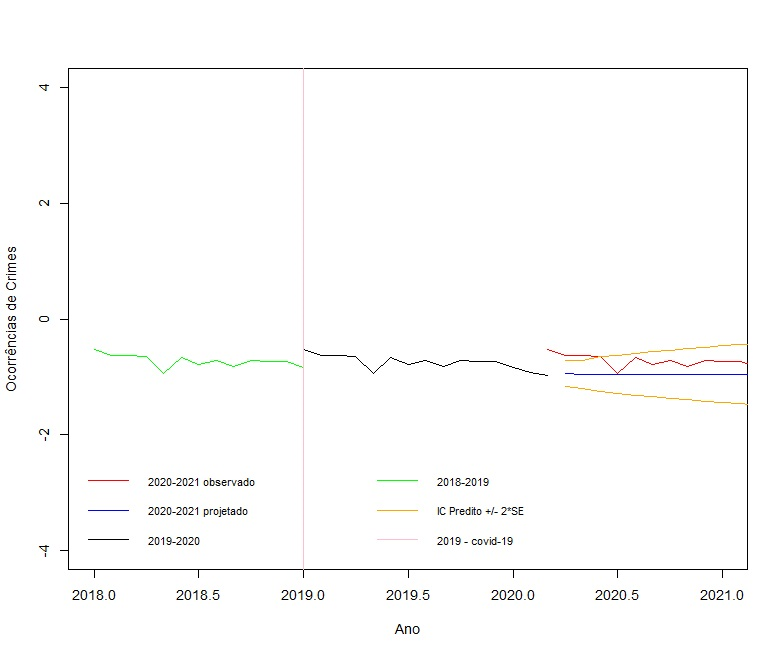 4
2
0
-2
-4
Ocorrências de Crimes
2020-2021 observado
2020-2021 projetado
2019-2020
2018-2019
IC Predito +/- 2*SE
2019 - covid-19
2018.0 2018.5 2019.0 2019.5 2020.0 2020.5 2021.0
Ano